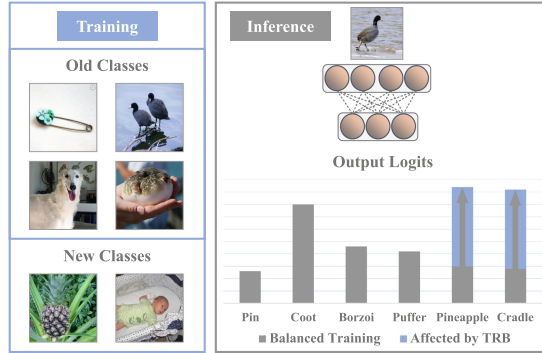 Training
Old Classes
New Classes
Inference
Output Logits
Pin Coot Borzoi Puffer Pineapple Cradle
Balanced Training Affected by TRB